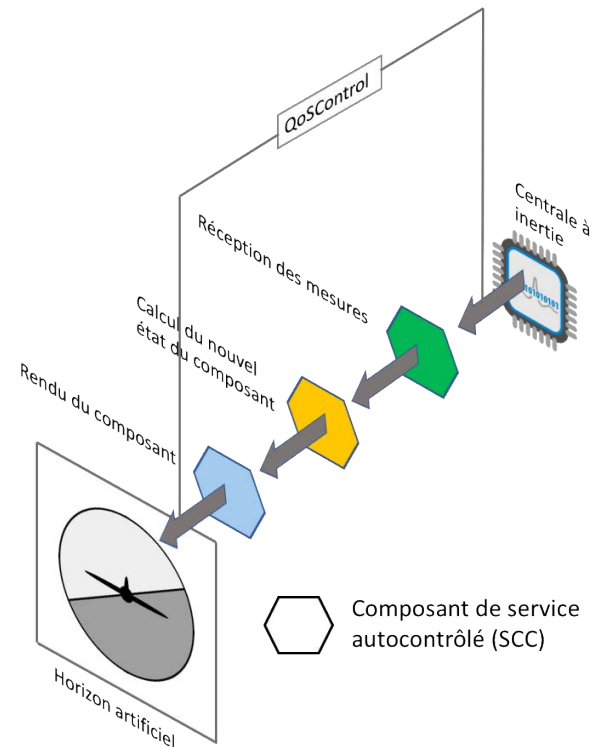 QoSControl
Centrale à
inertie
101010101
Réception des mesures
Calcul du nouvel
état du composant
Rendu du composant
Composant de service
autocontrôlé (SCC)
Horizon artificiel